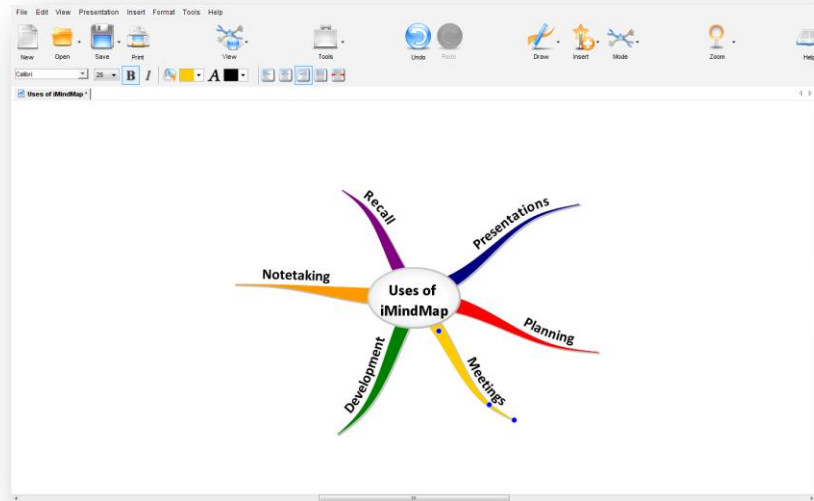 File Edit View Presentation Insert Format Tools Help
New Open Save Print View Tools Undo Redo Draw Insert Mode Zoom Help
Calibri 26 B I A
Uses of iMindMap *
Recall
Presentations
Notetaking
Uses of
iMindMap
Planning
Development
Meetings